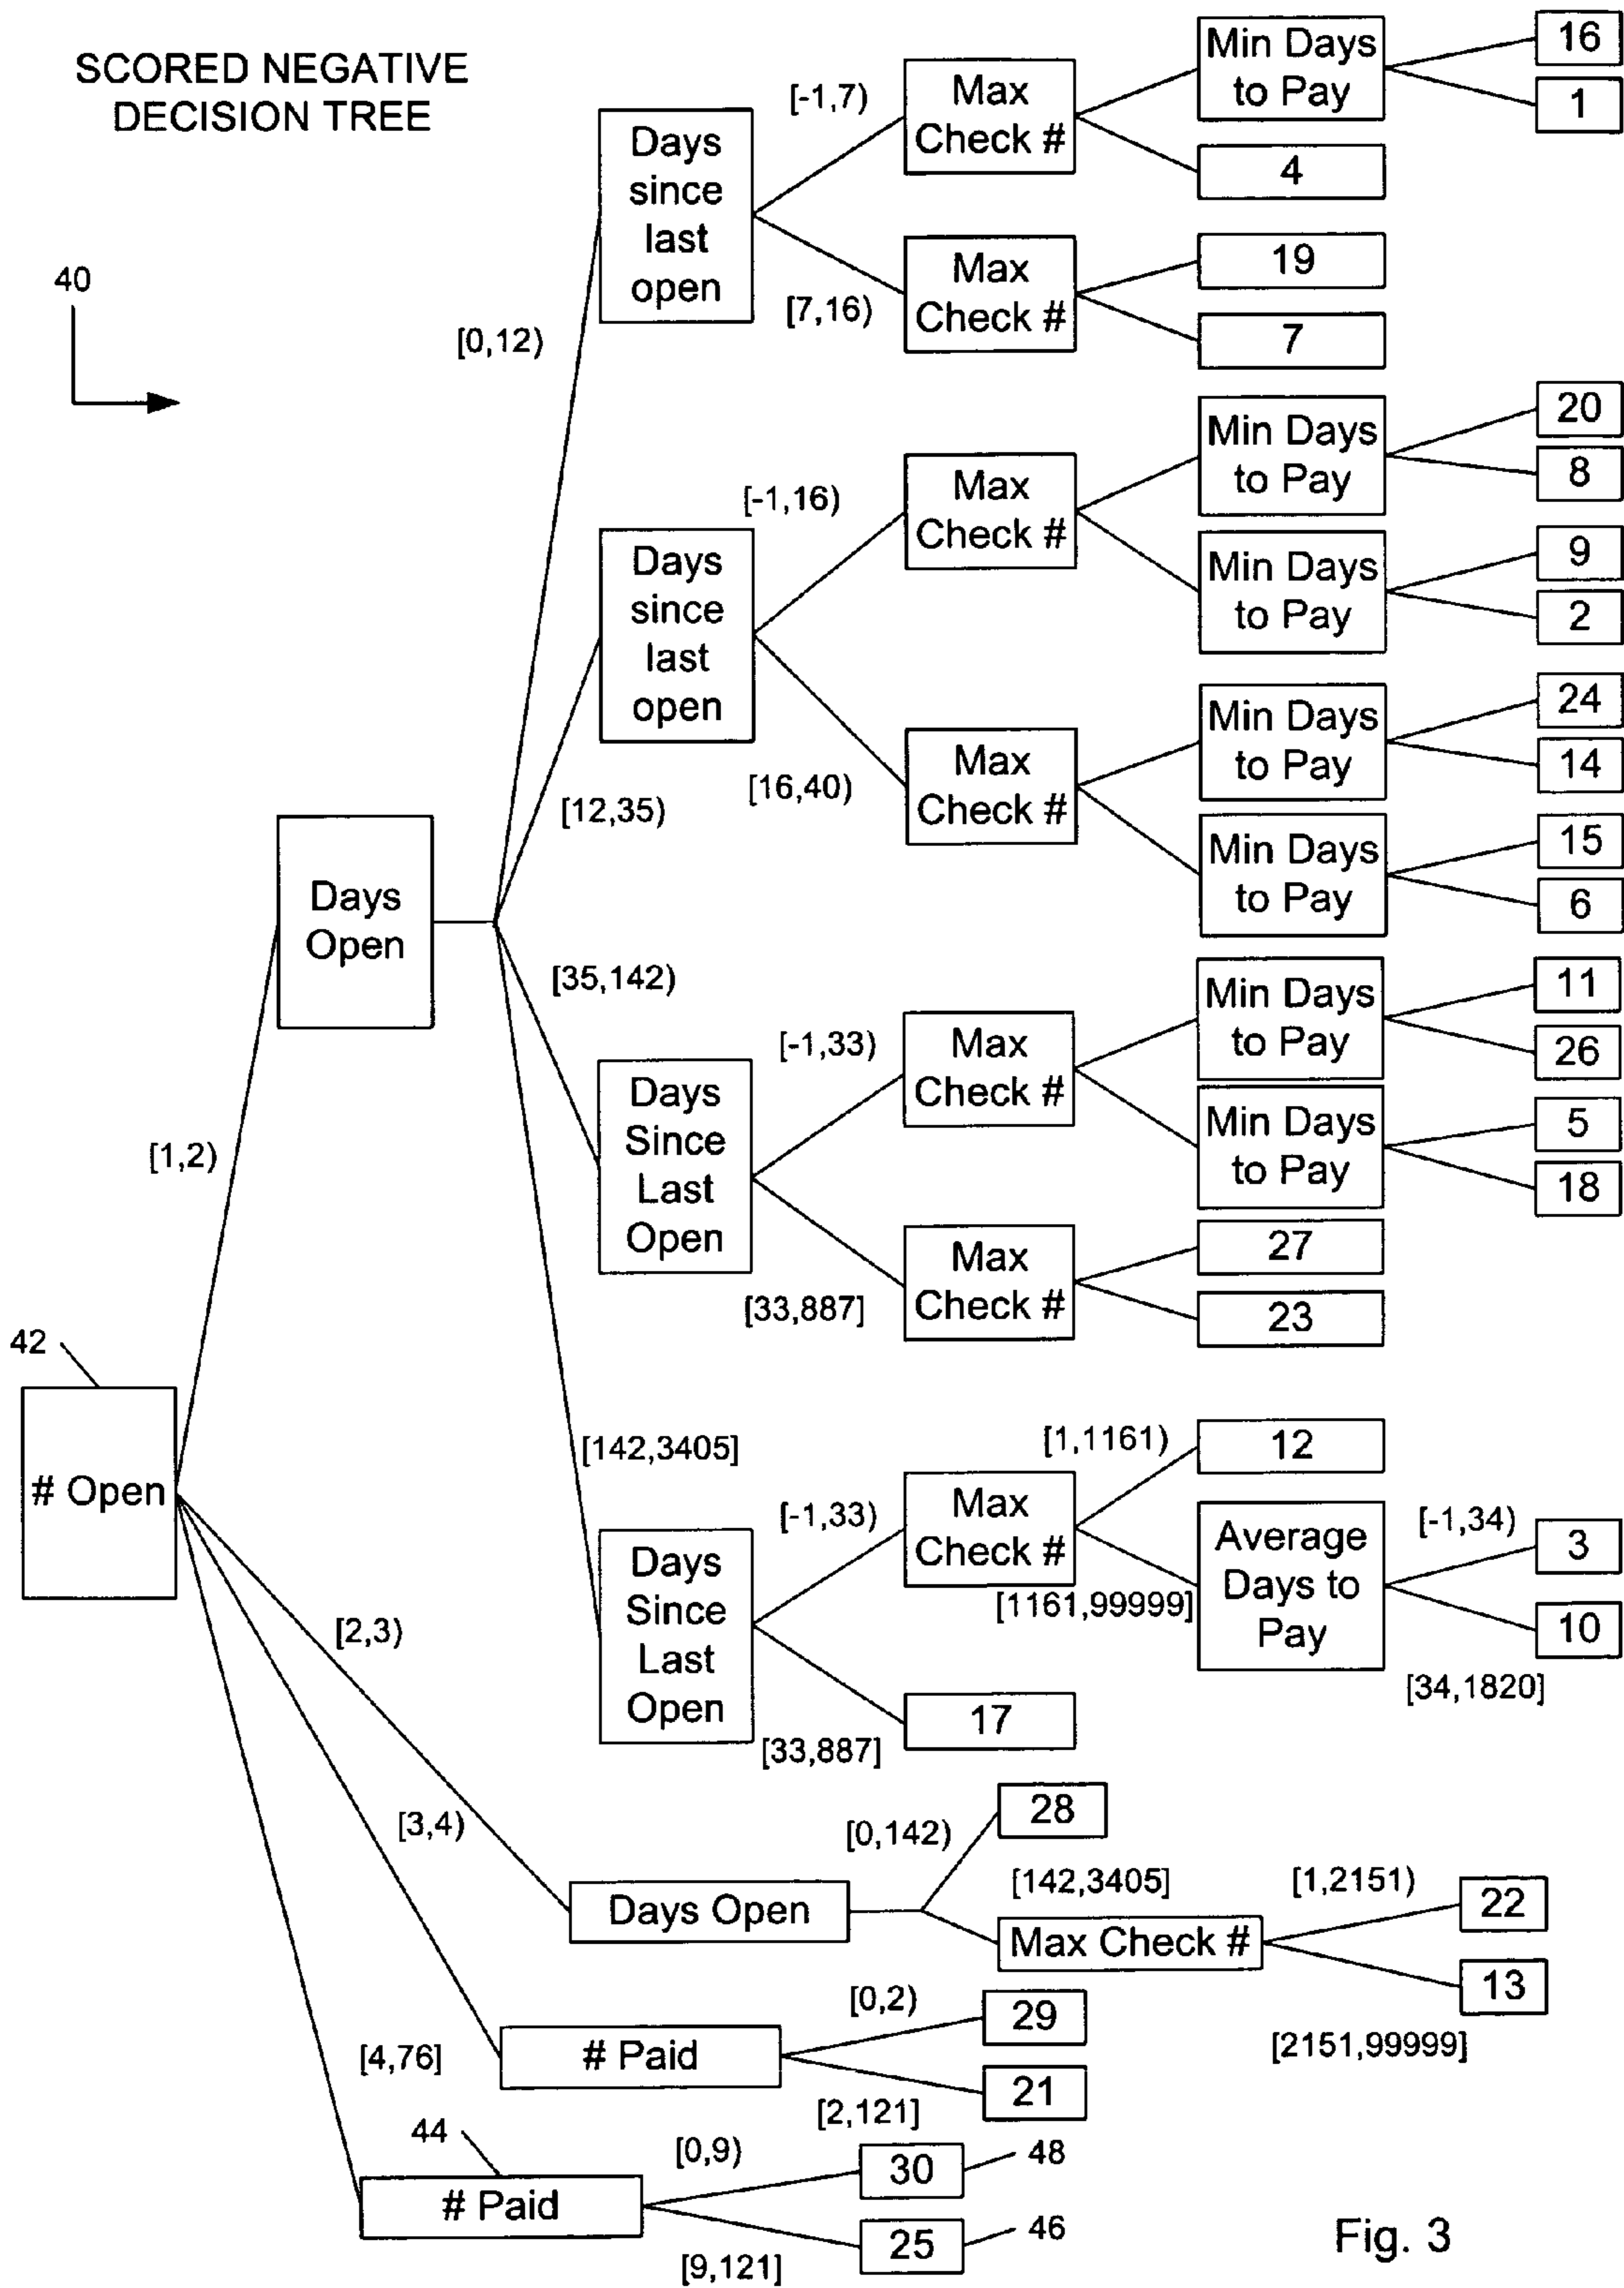 SCORED NEGATIVE
DECISION TREE
40
42
# Open
[1,2)
[2,3)
[3,4)
[4,76]
Days
Open
[0,12)
[12,35)
[35,142)
[142,3405]
Days
since
last
open
[-1,7)
[7,16)
Max
Check #
Min Days
to Pay
16
1
4
Max
Check #
19
7
Days
since
last
open
[-1,16)
[16,40)
Max
Check #
Min Days
to Pay
20
8
Min Days
to Pay
9
2
Max
Check #
Min Days
to Pay
24
14
Min Days
to Pay
15
6
Days
Since
Last
Open
[-1,33)
[33,887]
Max
Check #
Min Days
to Pay
11
26
Min Days
to Pay
5
18
Max
Check #
27
23
Days
Since
Last
Open
[-1,33)
[33,887]
Max
Check #
[1,1161)
12
[1161,99999]
Average
Days to
Pay
[-1,34)
3
10
[34,1820]
17
Days Open
[0,142)
28
[142,3405]
Max Check #
[1,2151)
22
13
[2151,99999]
# Paid
[0,2)
29
21
[2,121]
44
# Paid
[0,9)
30
48
25
46
[9,121]
Fig. 3